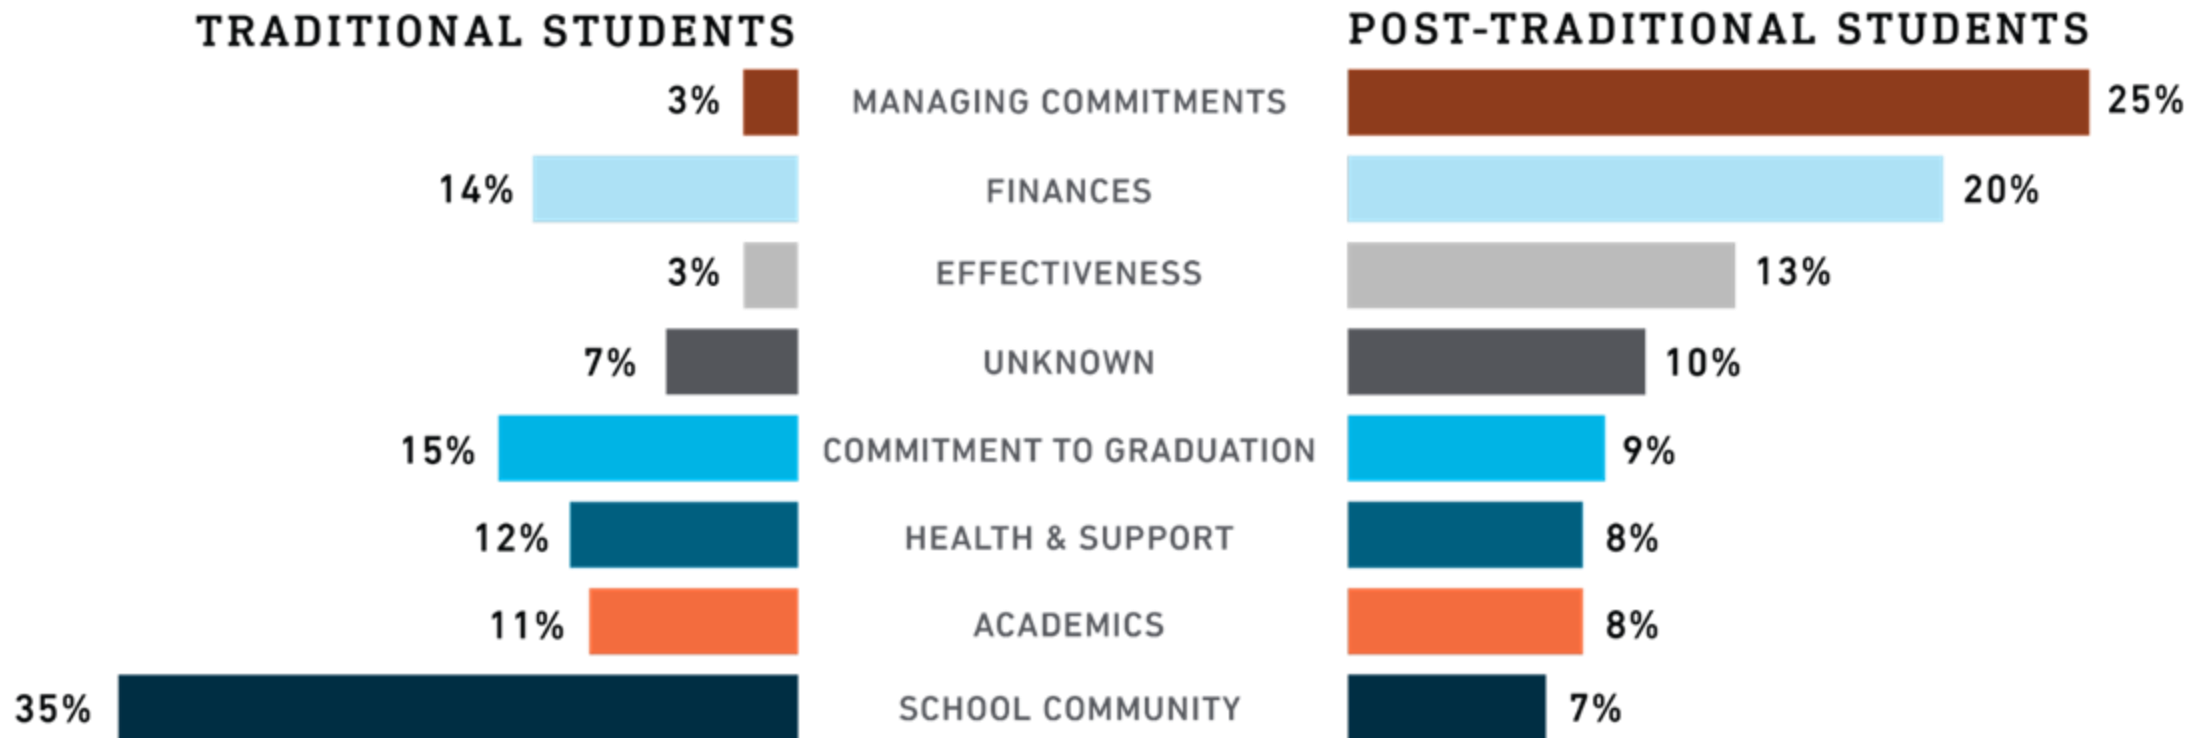 TRADITIONAL STUDENTS POST-TRADITIONAL STUDENTS
3% MANAGING COMMITMENTS 25%
14% FINANCES 20%
3% EFFECTIVENESS 13%
7% UNKNOWN 10%
15% COMMITMENT TO GRADUATION 9%
12% HEALTH & SUPPORT 8%
11% ACADEMICS 8%
35% SCHOOL COMMUNITY 7%